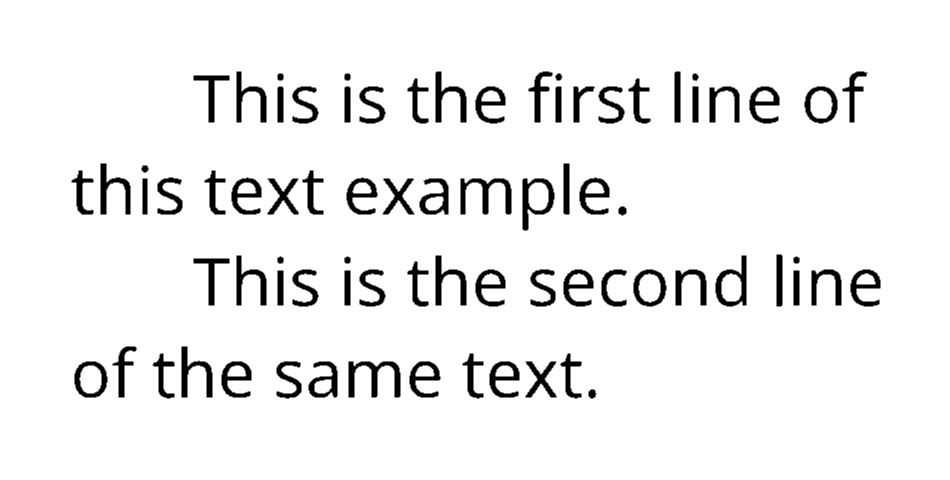 This is the first line of
this text example.
This is the second line
of the same text.